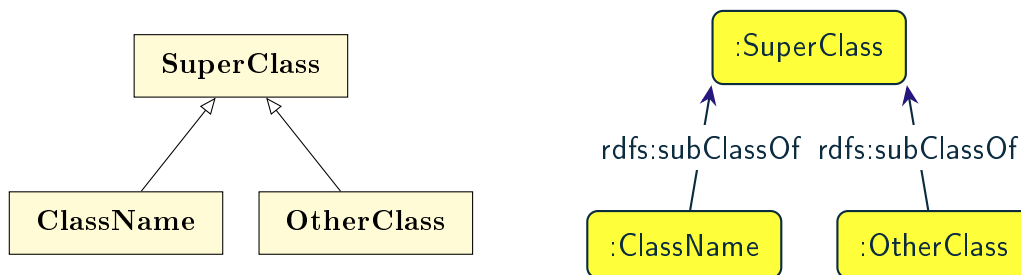 SuperClass
ClassName
OtherClass
:SuperClass
rdfs:subClassOf
rdfs:subClassOf
:ClassName
:OtherClass